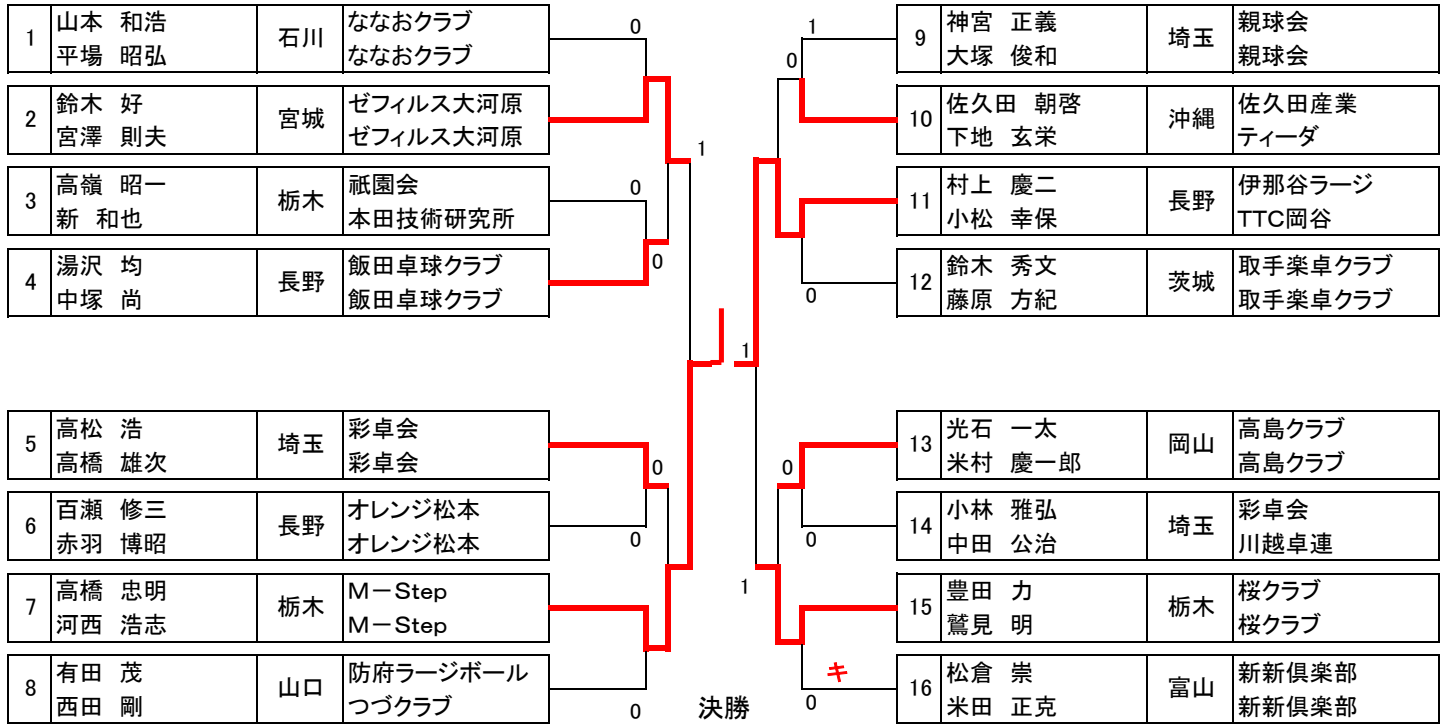 1 山本 和浩 石川 ななおクラブ
平場 昭弘 ななおクラブ
0
2 鈴木 好 宮城 ゼフィルス大河原
宮澤 則夫 ゼフィルス大河原
1
3 高嶺 昭一 栃木 祇園会
新 和也 本田技術研究所
0
4 湯沢 均 長野 飯田卓球クラブ
中塚 尚 飯田卓球クラブ
0
5 高松 浩 埼玉 彩卓会
高橋 雄次 彩卓会
0
6 百瀬 修三 長野 オレンジ松本
赤羽 博昭 オレンジ松本
0
7 高橋 忠明 栃木 M-Step
河西 浩志 M-Step
8 有田 茂 山口 防府ラージボール
西田 剛 つづクラブ
0
決勝
1
9 神宮 正義 埼玉 親球会
大塚 俊和 親球会
0
10 佐久田 朝啓 沖縄 佐久田産業
下地 玄栄 ティーダ
11 村上 慶二 長野 伊那谷ラージ
小松 幸保 TTC岡谷
12 鈴木 秀文 茨城 取手楽卓クラブ
藤原 方紀 取手楽卓クラブ
0
1
13 光石 一太 岡山 高島クラブ
米村 慶一郎 高島クラブ
0
14 小林 雅弘 埼玉 彩卓会
中田 公治 川越卓連
0
1
15 豊田 力 栃木 桜クラブ
鷲見 明 桜クラブ
16 松倉 崇 富山 新新倶楽部
米田 正克 新新倶楽部
キ
0